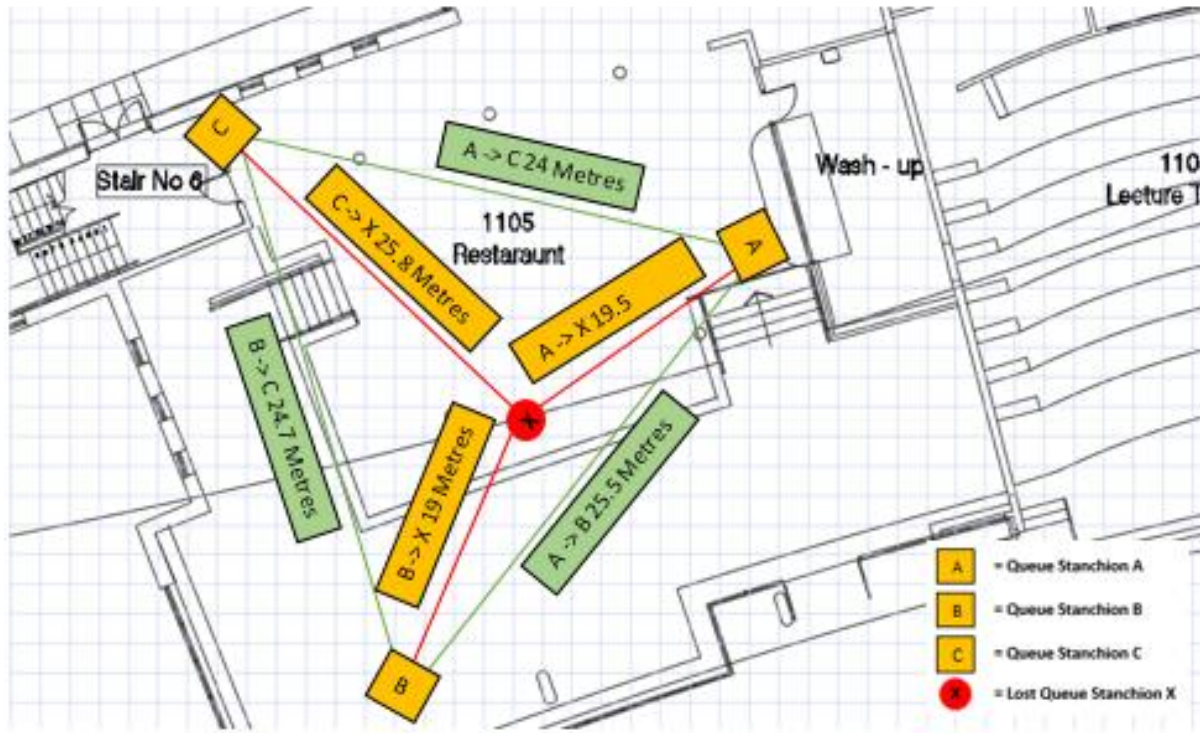 C
A -> C 24 Metres
Wash - up
110
Stair No 6
Lecture
C-> X 25.8 Metres
1105
Restaraunt
A
A -> X 19.5
B -> C 24.7 Metres
X
B-> X 19 Metres
A -> B 25.5 Metres
B
A = Queue Stanchion A
B = Queue Stanchion B
C = Queue Stanchion C
X = Lost Queue Stanchion X